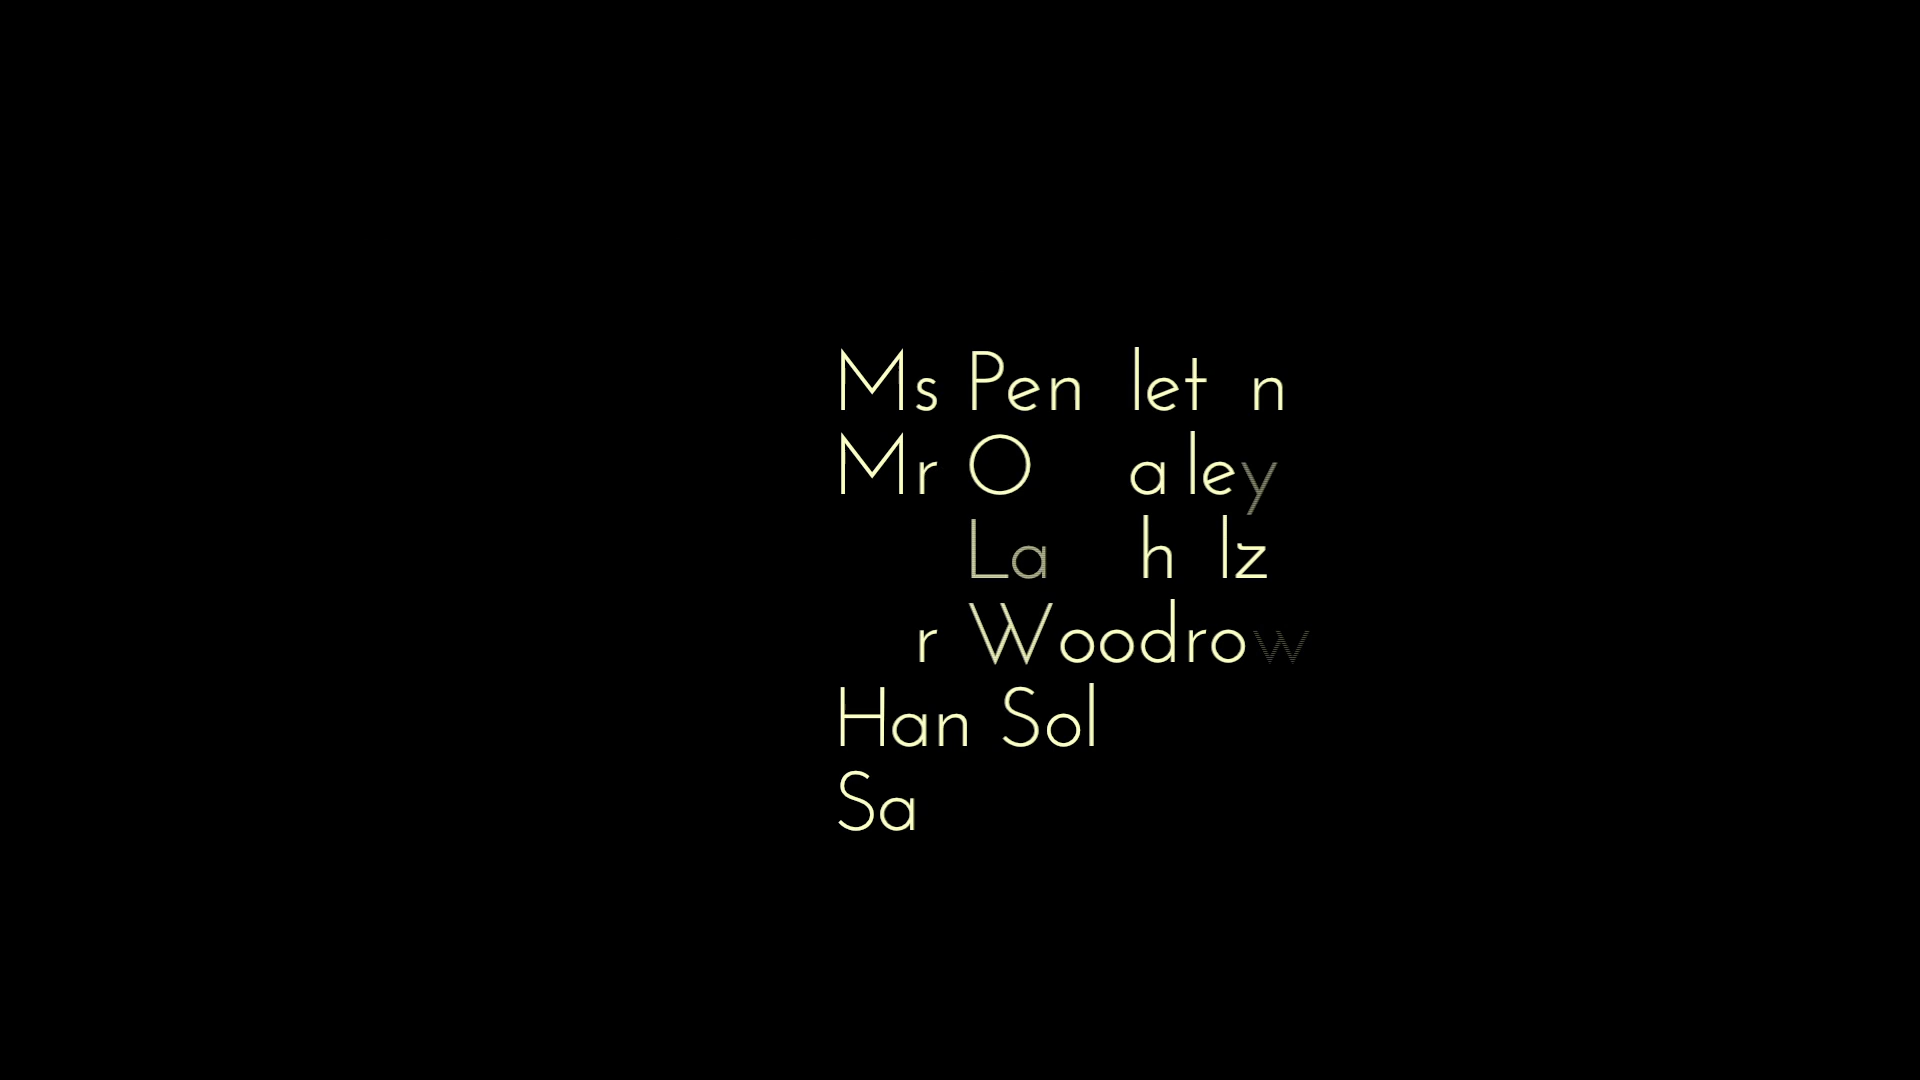 Ms Pen let n
Mr O a ley
La h lz
r Woodrow
Han Sol
Sa